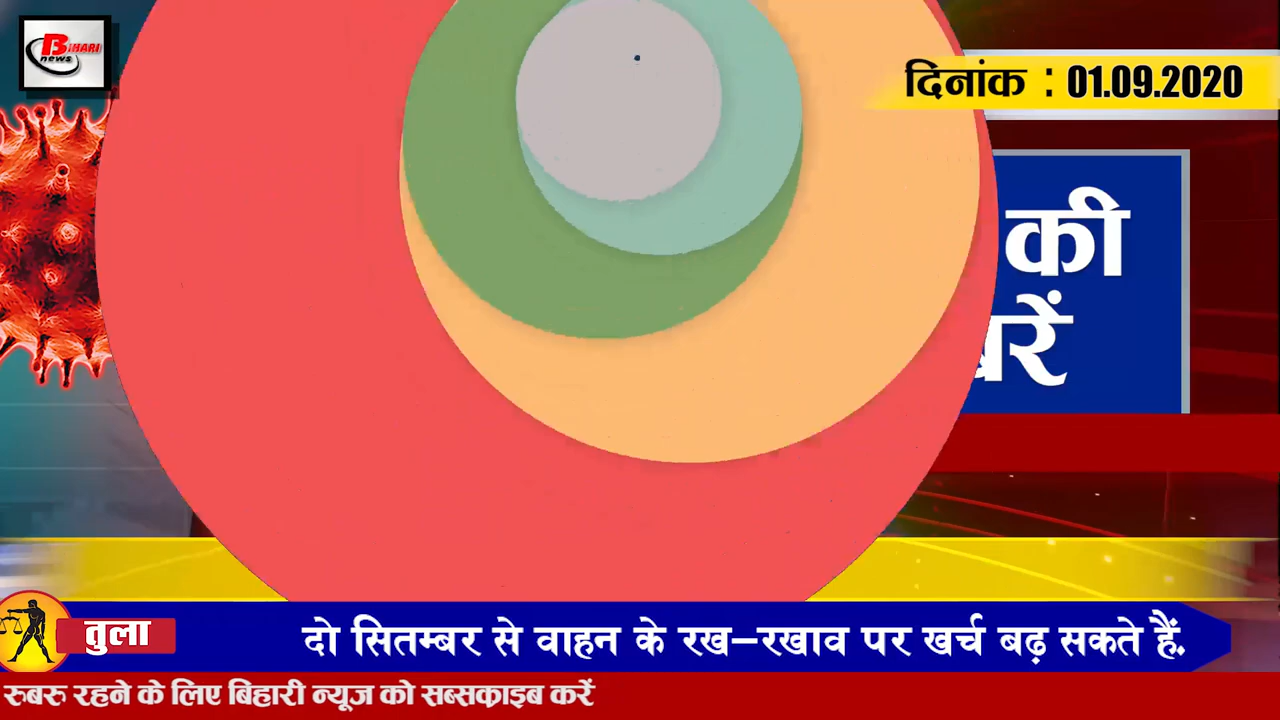 BIHARI
news
दिनांक : 01.09.2020
की
रें
तुला
दो सितम्बर से वाहन के रख–रखाव पर खर्च बढ़ सकते हैं.
रुबरु रहने के लिए बिहारी न्यूज को सब्सक्राइब करें